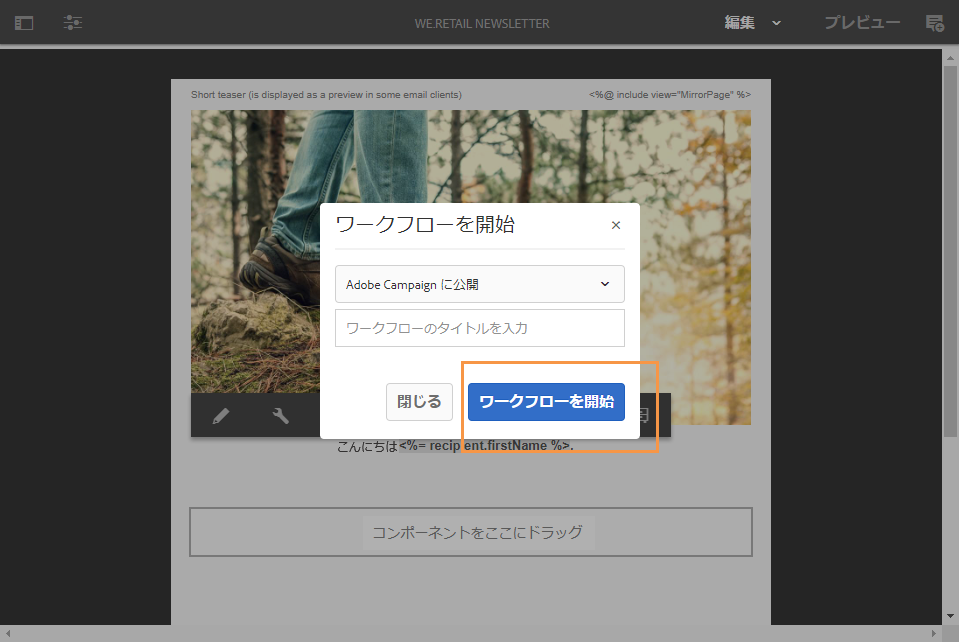 WE.RETAIL NEWSLETTER
編集
プレビュー
Short teaser (is displayed as a preview in some email clients)
<%@ include view="MirrorPage" %>
ワークフローを開始
×
Adobe Campaign に公開
ワークフローのタイトルを入力
閉じる
ワークフローを開始
こんにちは<%= recipient.firstName %>.
コンポーネントをここにドラッグ